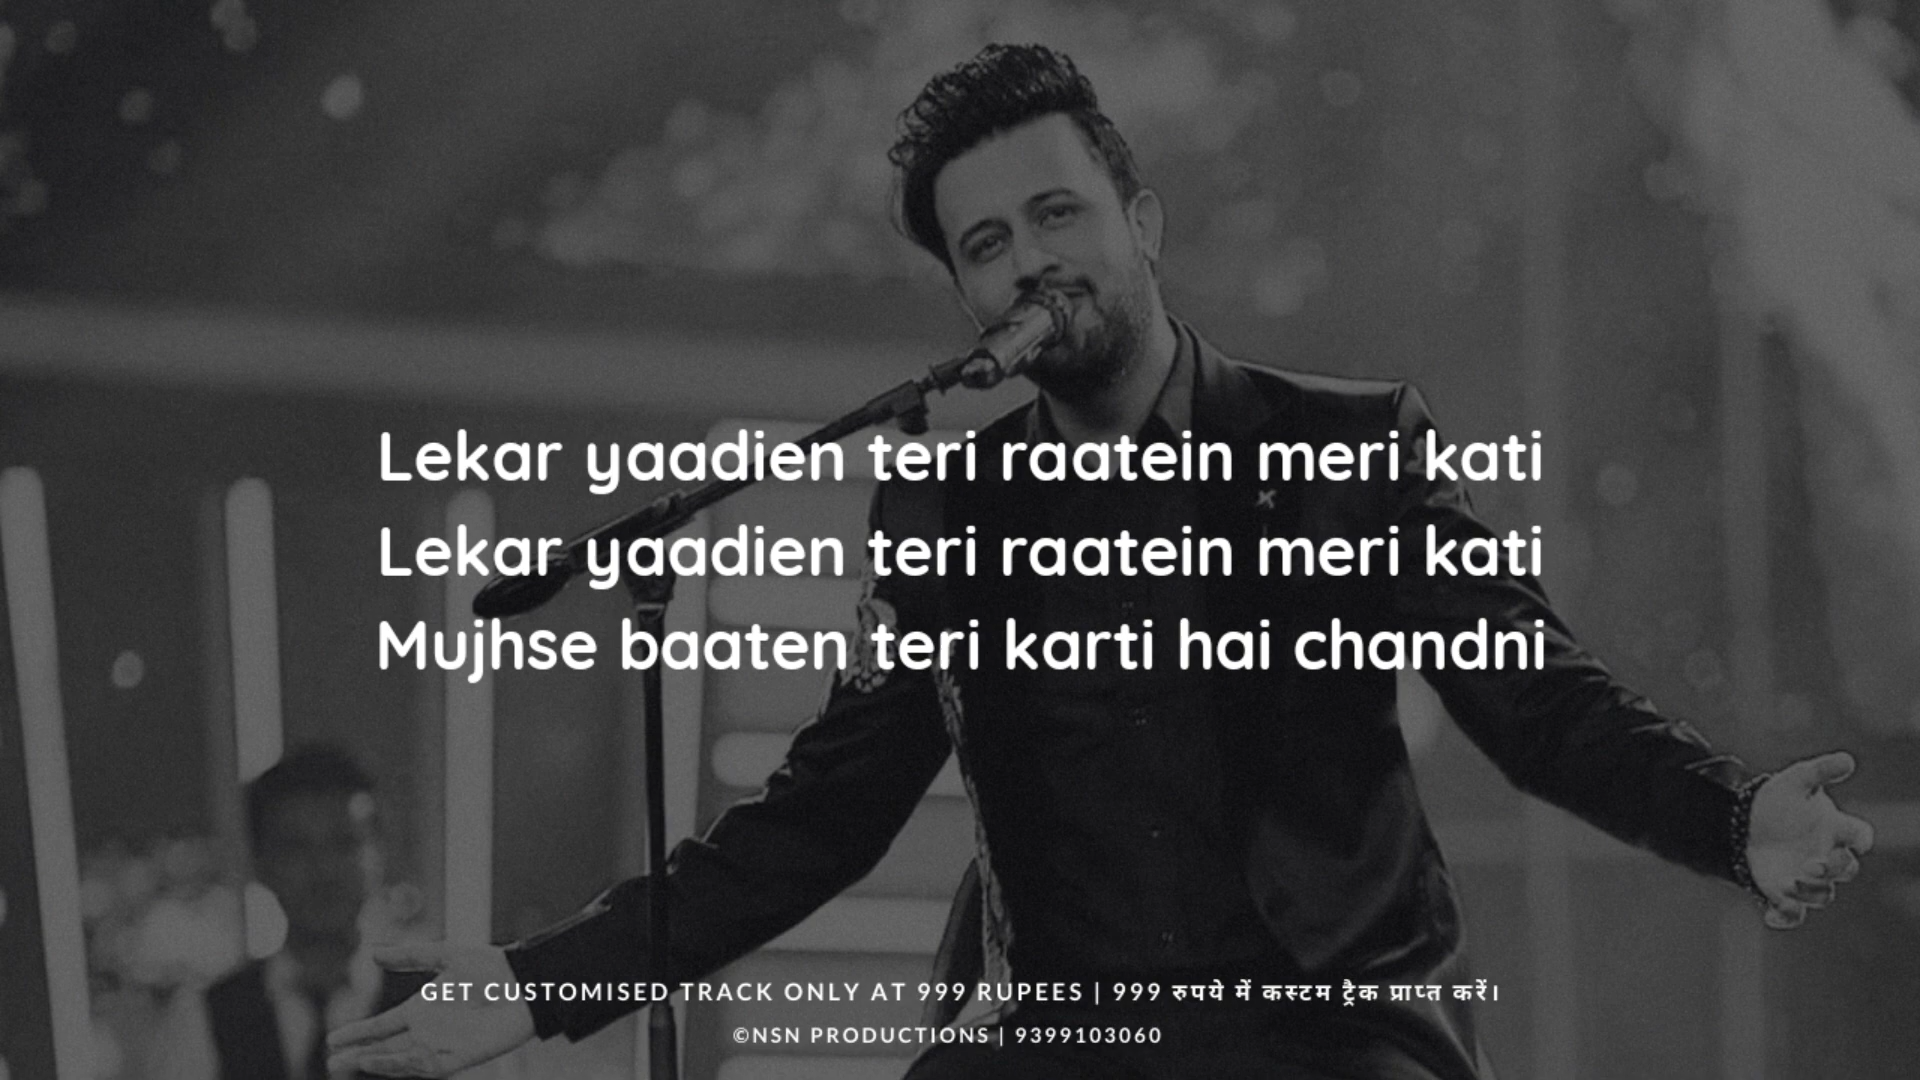 Lekar yaadien teri raatein meri kati
Lekar yaadien teri raatein meri kati
Mujhse baaten teri karti hai chandni
GET CUSTOMISED TRACK ONLY AT 999 RUPEES | 999 रुपये में कस्टम ट्रैक प्राप्त करें।
©NSN PRODUCTIONS | 9399103060